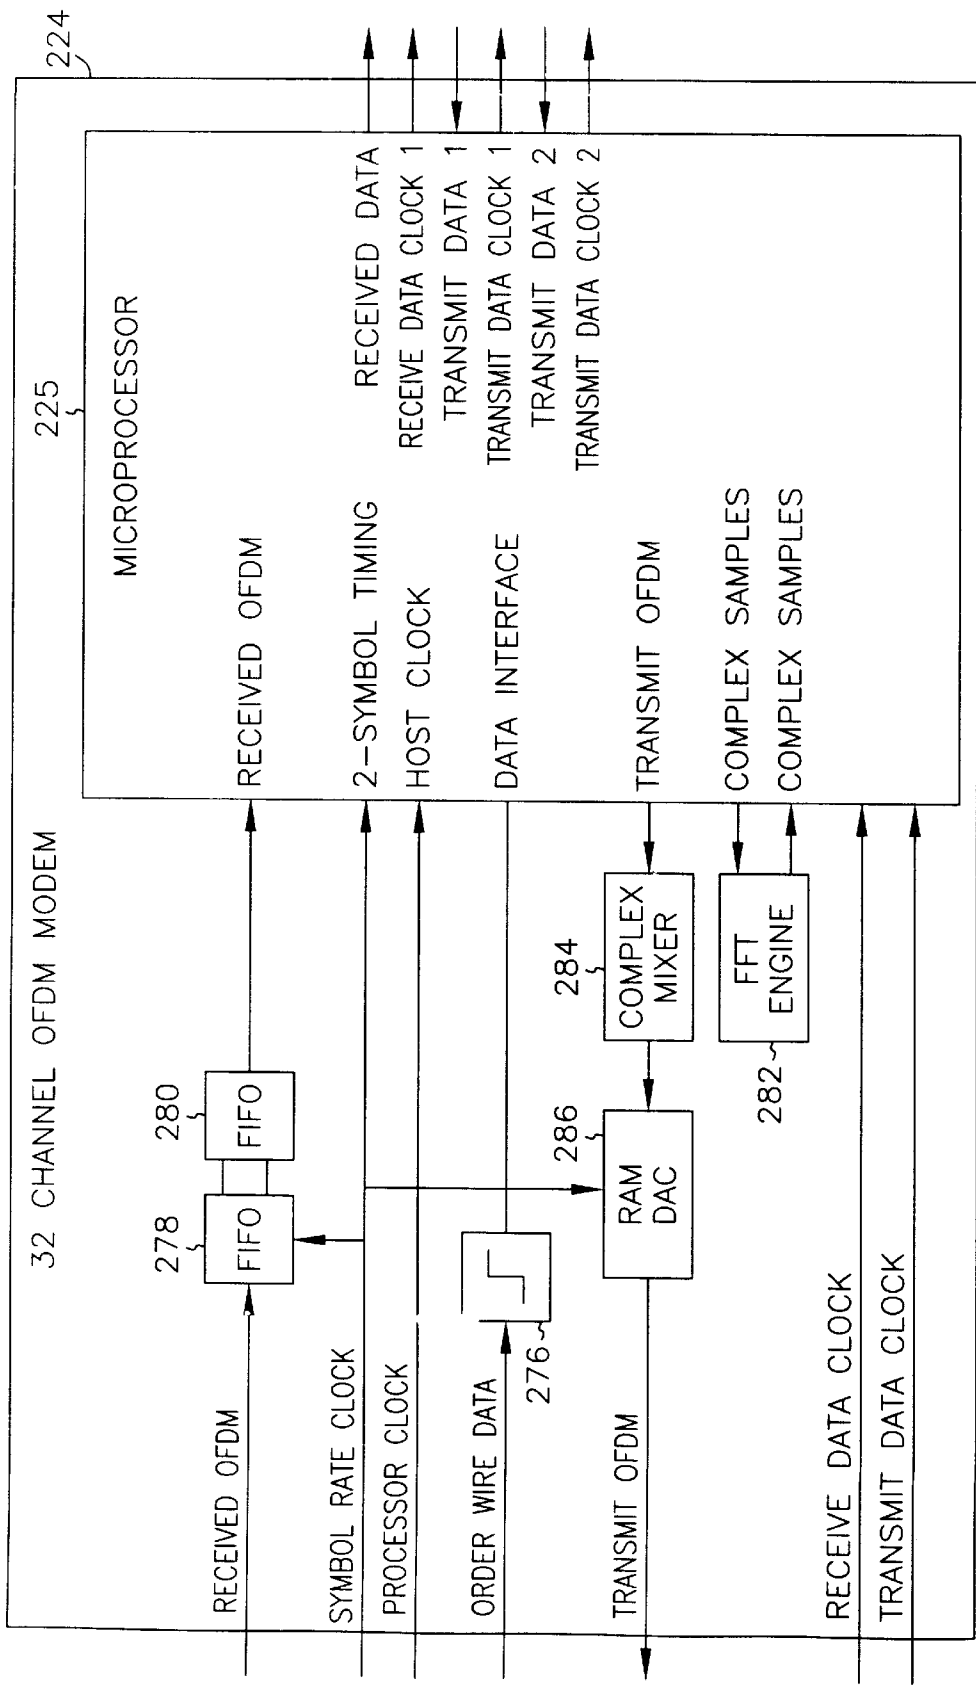 32 CHANNEL OFDM MODEM
224
225
MICROPROCESSOR
RECEIVED OFDM
278
FIFO
280
FIFO
RECEIVED OFDM
SYMBOL RATE CLOCK
2-SYMBOL TIMING
PROCESSOR CLOCK
HOST CLOCK
ORDER WIRE DATA
276
DATA INTERFACE
TRANSMIT OFDM
286
RAM
DAC
284
COMPLEX
MIXER
TRANSMIT OFDM
282
FFT
ENGINE
COMPLEX SAMPLES
COMPLEX SAMPLES
RECEIVE DATA CLOCK
TRANSMIT DATA CLOCK
RECEIVED DATA
RECEIVE DATA CLOCK 1
TRANSMIT DATA 1
TRANSMIT DATA CLOCK 1
TRANSMIT DATA 2
TRANSMIT DATA CLOCK 2